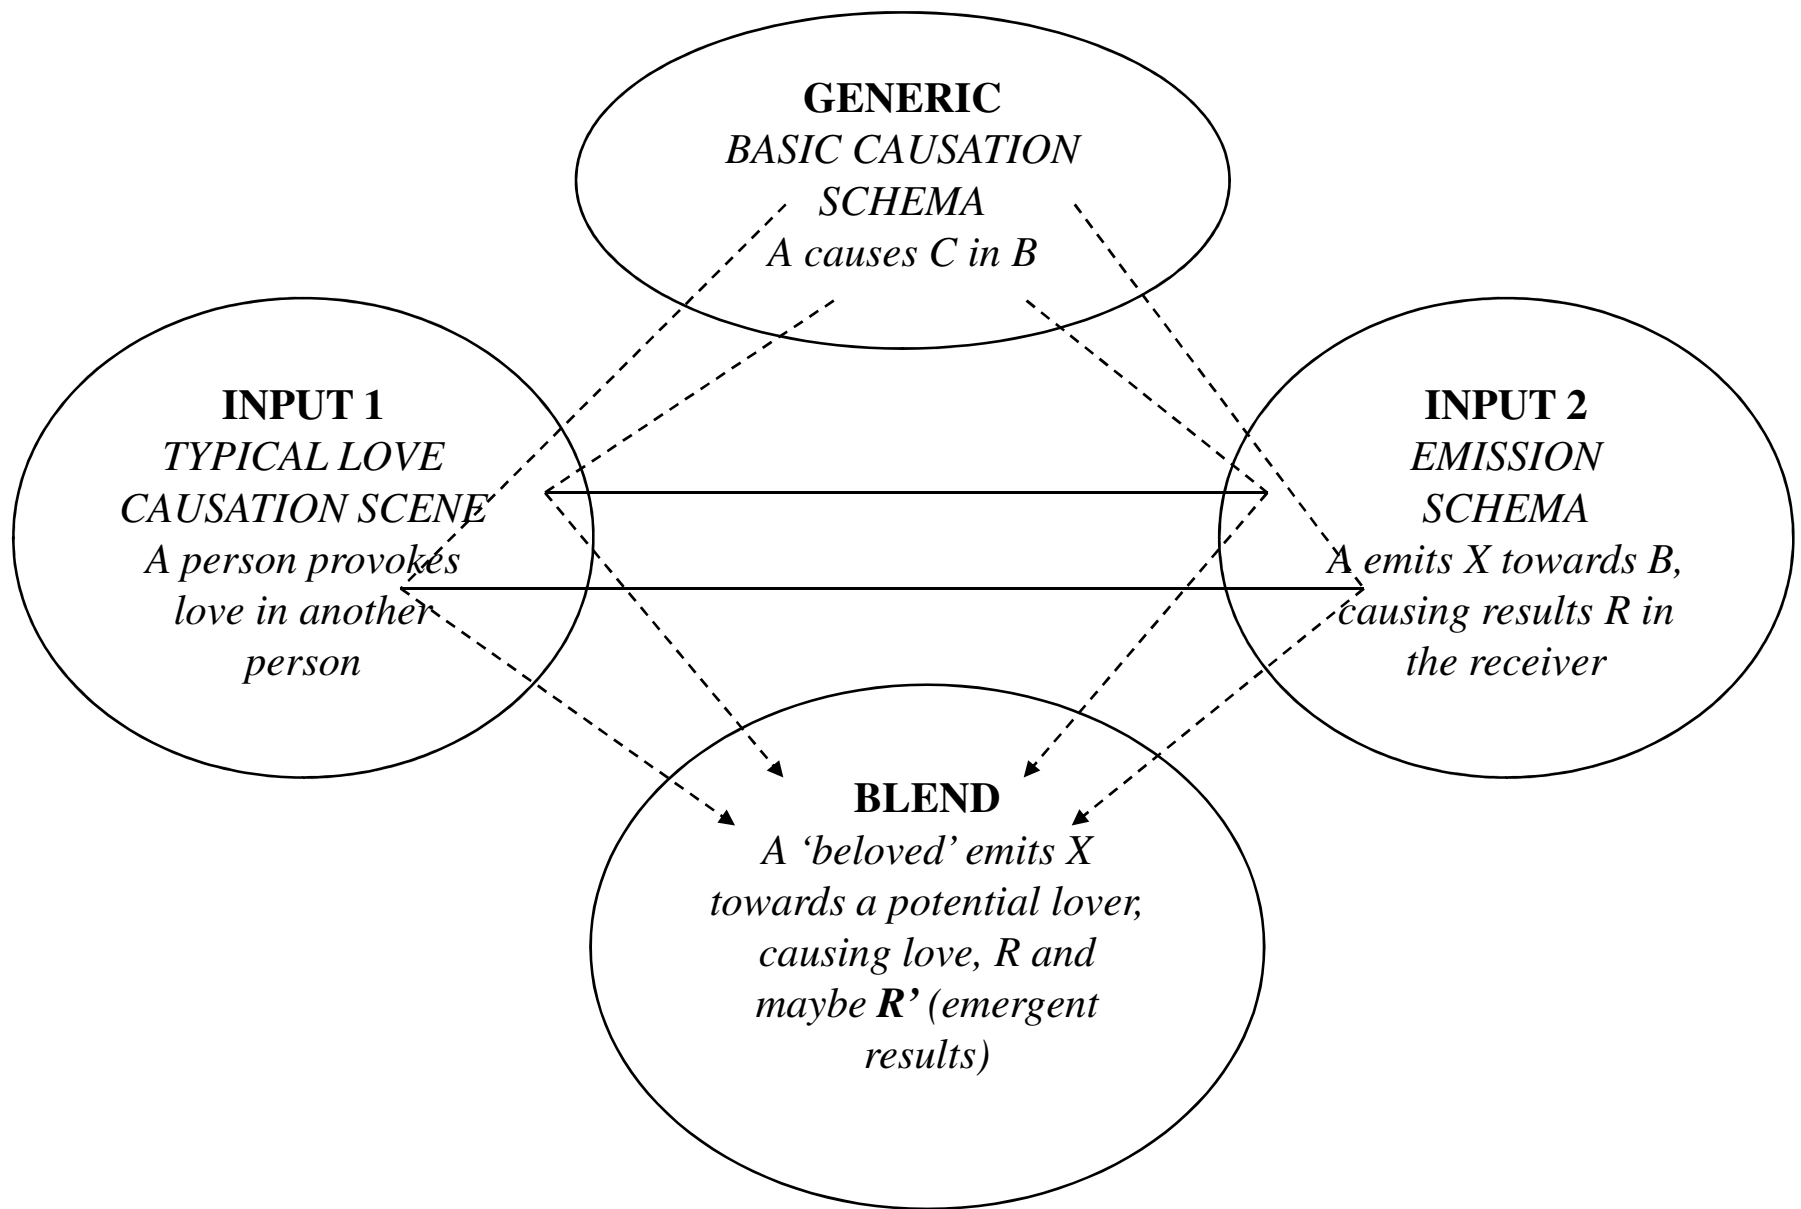 GENERIC
BASIC CAUSATION
SCHEMA
A causes C in B
INPUT 1
TYPICAL LOVE
CAUSATION SCENE
A person provokes
love in another
person
INPUT 2
EMISSION
SCHEMA
A emits X towards B,
causing results R in
the receiver
BLEND
A ‘beloved’ emits X
towards a potential lover,
causing love, R and
maybe R’ (emergent
results)